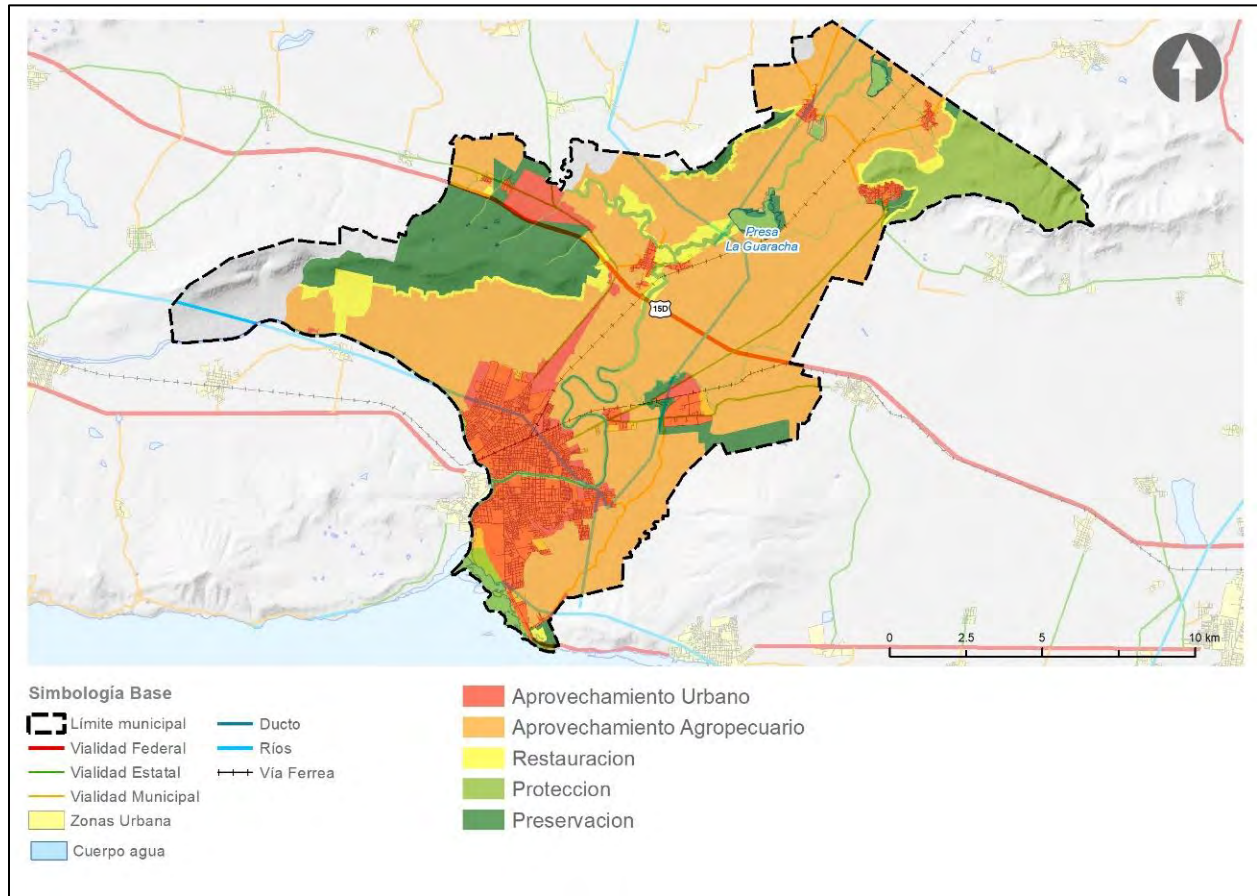 Presa
La Guaracha
15D
0 2.5 5 10 km
Simbología Base
Límite municipal
Vialidad Federal
Vialidad Estatal
Vialidad Municipal
Zonas Urbana
Cuerpo agua
Ducto
Ríos
Vía Ferrea
Aprovechamiento Urbano
Aprovechamiento Agropecuario
Restauracion
Proteccion
Preservacion